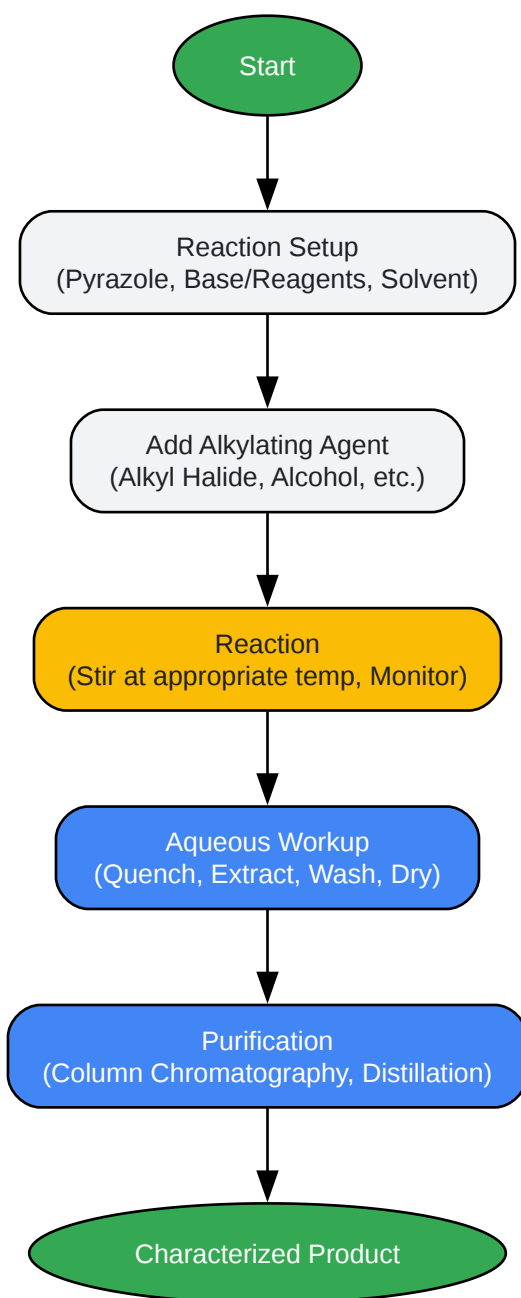 Start
Reaction Setup
(Pyrazole, Base/Reagents, Solvent)
Add Alkylating Agent
(Alkyl Halide, Alcohol, etc.)
Reaction
(Stir at appropriate temp, Monitor)
Aqueous Workup
(Quench, Extract, Wash, Dry)
Purification
(Column Chromatography, Distillation)
Characterized Product